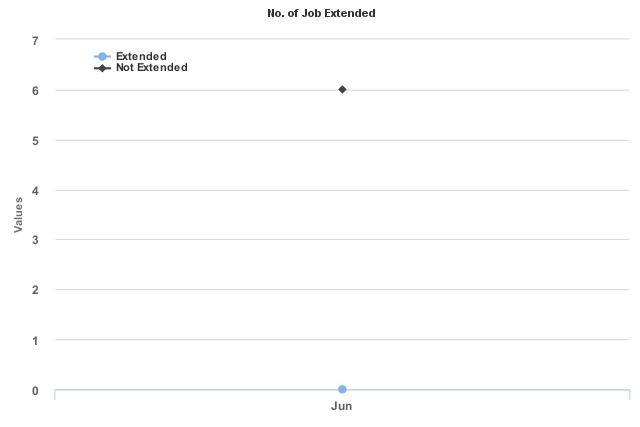 No. of Job Extended
7
Extended
Not Extended
6
5
4
Values
3
2
1
0
Jun